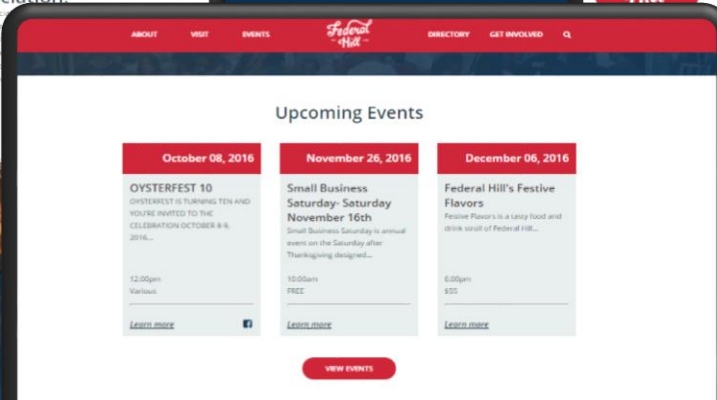 ABOUT VISIT EVENTS Federal Hill DIRECTORY GET INVOLVED
Upcoming Events
October 08, 2016
OYSTERFEST 10
OYSTERFEST IS TURNING TEN AND
YOU'RE INVITED TO THE
CELEBRATION OCTOBER 8-9,
2016...
12:00pm
Various
Learn more
November 26, 2016
Small Business
Saturday- Saturday
November 16th
Small Business Saturday is annual
event on the Saturday after
Thanksgiving designed...
10:00am
FREE
Learn more
December 06, 2016
Federal Hill's Festive
Flavors
Festive Flavors is a tasty food and
drink stroll of Federal Hill...
6:00pm
$55
Learn more
VIEW EVENTS